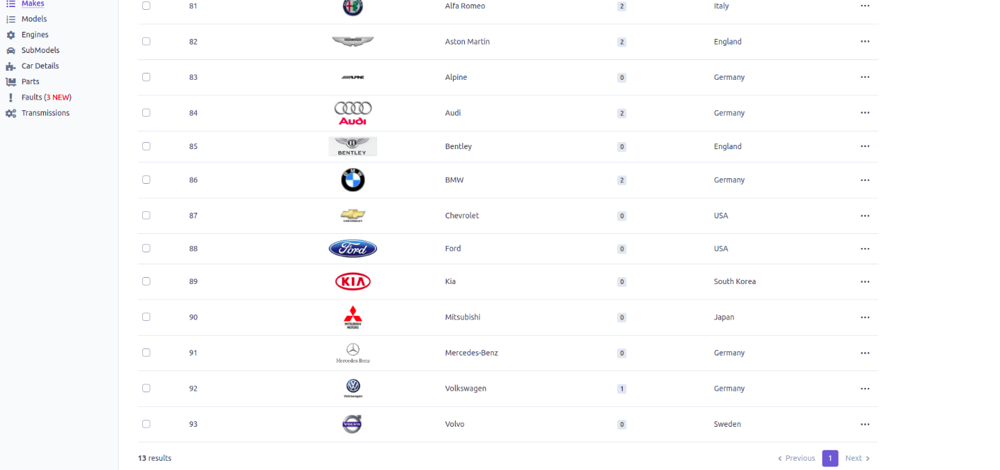 Makes
Models
Engines
SubModels
Car Details
Parts
Faults (3 NEW)
Transmissions
81 Alfa Romeo 2 Italy
82 Aston Martin 2 England
83 ALPINE Alpine 0 Germany
84 Audi Audi 2 Germany
85 B BENTLEY Bentley 0 England
86 BMW BMW 2 Germany
87 CHEVROLET Chevrolet 0 USA
88 Ford Ford 0 USA
89 KIA Kia 0 South Korea
90 MITSUBISHI MOTORS Mitsubishi 0 Japan
91 Mercedes-Benz Mercedes-Benz 0 Germany
92 Volkswagen Volkswagen 1 Germany
93 VOLVO Volvo 0 Sweden
13 results Previous 1 Next